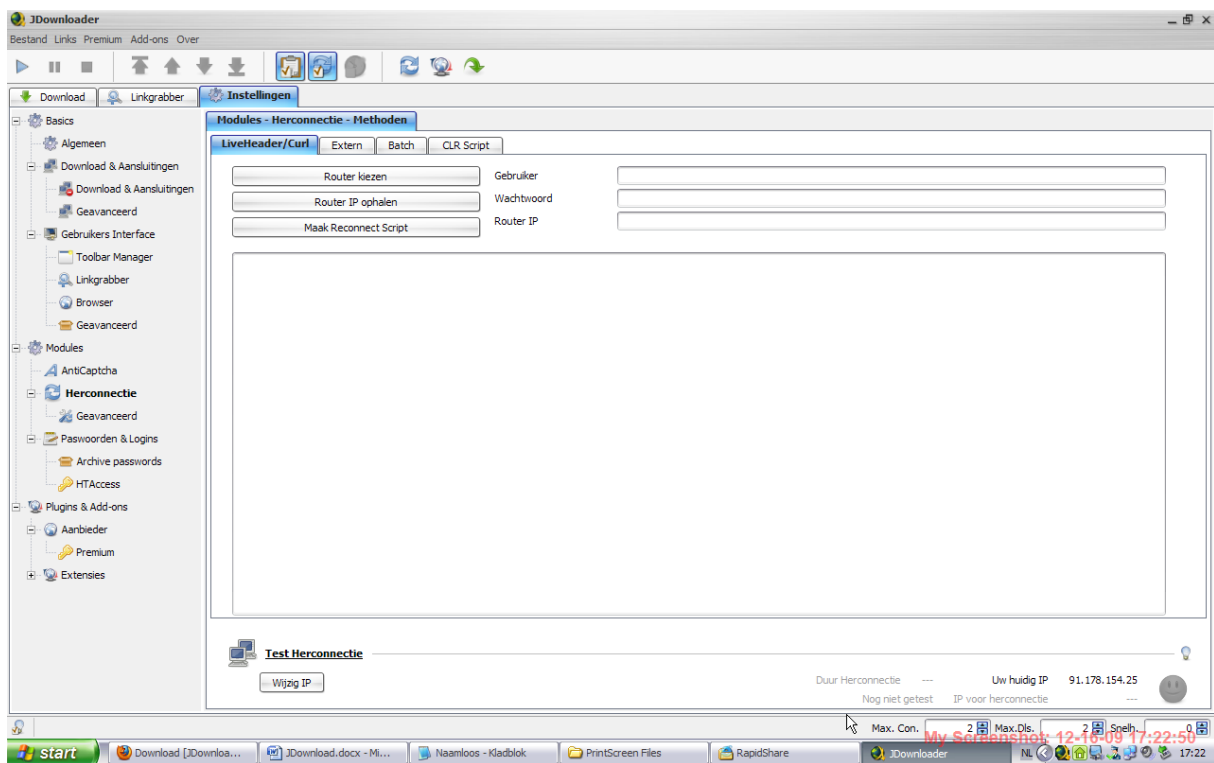 JDownloader
Bestand Links Premium Add-ons Over
Download Linkgrabber Instellingen
Basics
Algemeen
Download & Aansluitingen
Download & Aansluitingen
Geavanceerd
Gebruikers Interface
Toolbar Manager
Linkgrabber
Browser
Geavanceerd
Modules
AntiCaptcha
Herconnectie
Geavanceerd
Paswoorden & Logins
Archive passwords
HTAccess
Plugins & Add-ons
Aanbieder
Premium
Extensies
Modules - Herconnectie - Methoden
LiveHeader/Curl Extern Batch CLR Script
Router kiezen Gebruiker
Router IP ophalen Wachtwoord
Maak Reconnect Script Router IP
Test Herconnectie
Wijzig IP
Duur Herconnectie --- Uw huidig IP 91.178.154.25
Nog niet getest IP voor herconnectie ---
Max. Con. 2 Max.Dls. 2 Snelh. 0
My Screenshot: 12-16-09 17:22:50
start Download [JDownloa... JDownload.docx - Mi... Naamloos - Kladblok PrintScreen Files RapidShare JDownloader NL 17:22